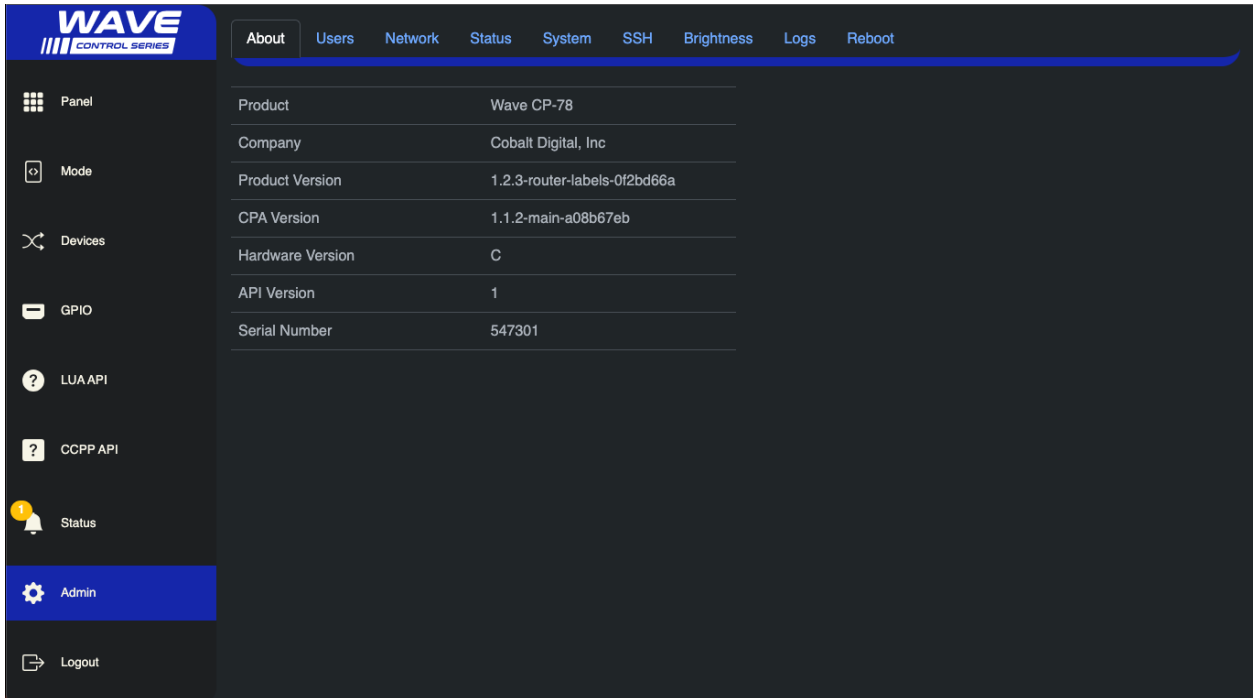 WAVE
CONTROL SERIES
About Users Network Status System SSH Brightness Logs Reboot
Panel
Mode
Devices
GPIO
LUA API
CCPP API
1
Status
Admin
Logout
Product Wave CP-78
Company Cobalt Digital, Inc
Product Version 1.2.3-router-labels-0f2bd66a
CPA Version 1.1.2-main-a08b67eb
Hardware Version C
API Version 1
Serial Number 547301